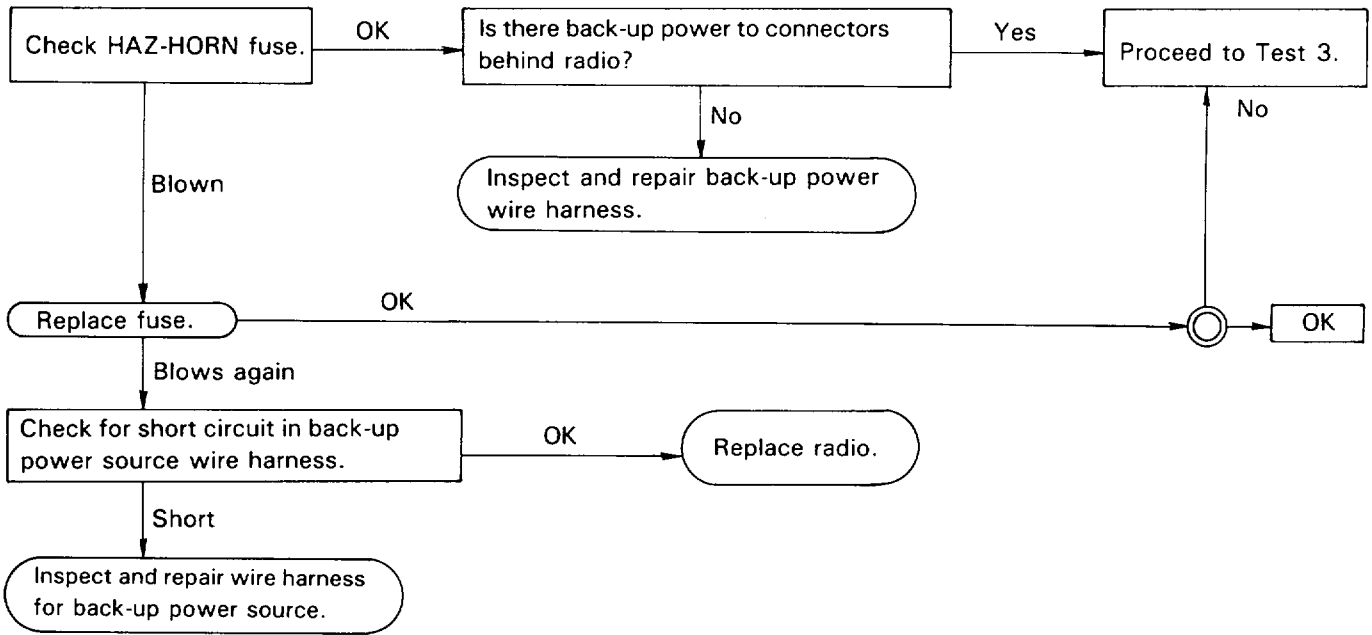 Check HAZ-HORN fuse.
OK
Is there back-up power to connectors
behind radio?
Yes
Proceed to Test 3.
No
No
Inspect and repair back-up power
wire harness.
Blown
Replace fuse.
OK
OK
Blows again
Check for short circuit in back-up
power source wire harness.
OK
Replace radio.
Short
Inspect and repair wire harness
for back-up power source.